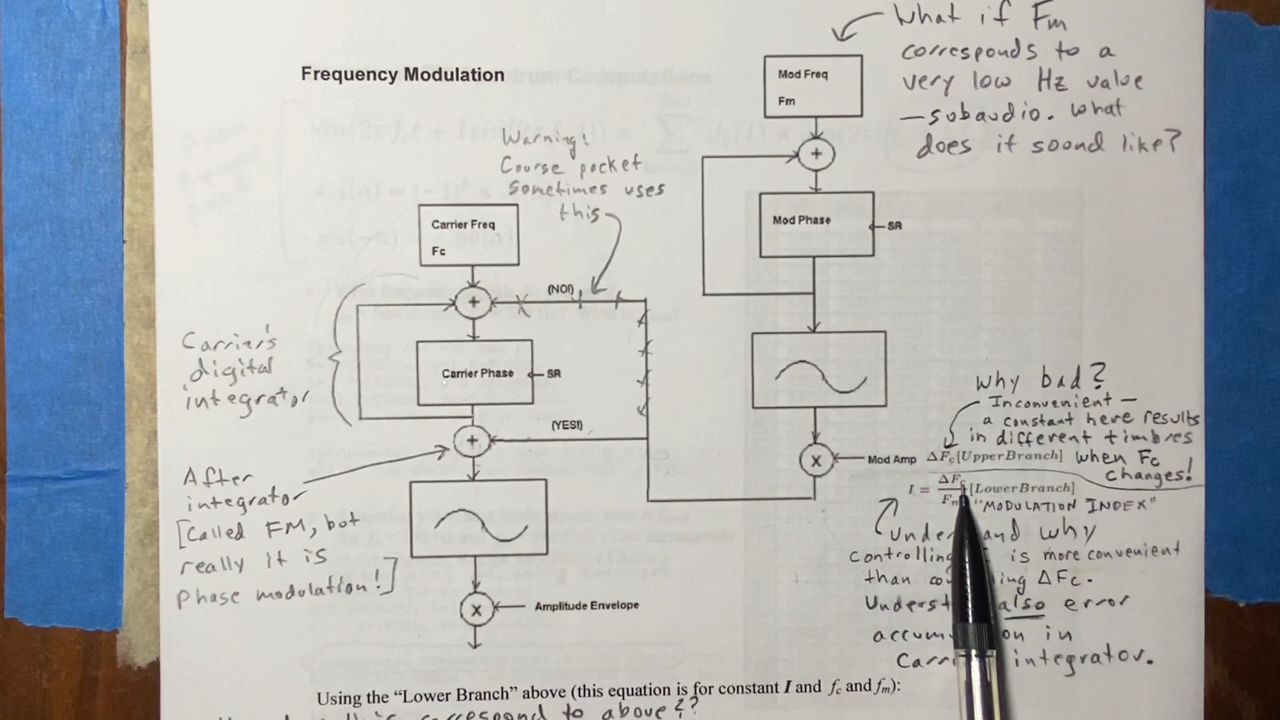 What if Fm
corresponds to a
very low Hz value
— subaudio. What
does it sound like?
Frequency Modulation
Mod Freq
Fm
+
Warning!
Course packet
Sometimes uses
this
Mod Phase
SR
Carrier Freq
Fc
(NO!)
+
Carrier's
digital
integrator
Carrier Phase
SR
(YES!)
+
After
integrator
[Called FM, but
really it is
phase modulation!]
X
Amplitude Envelope
Why bad?
Inconvenient —
a constant here results
in different timbres
when Fc
changes!
X
Mod Amp
ΔFc[UpperBranch]
I = ΔFc [LowerBranch]
"MODULATION INDEX"
and why
controlling is more convenient
than ΔFc.
also error
in
integrator.
Using the “Lower Branch” above (this equation is for constant I and fc and fm):
correspond to above??